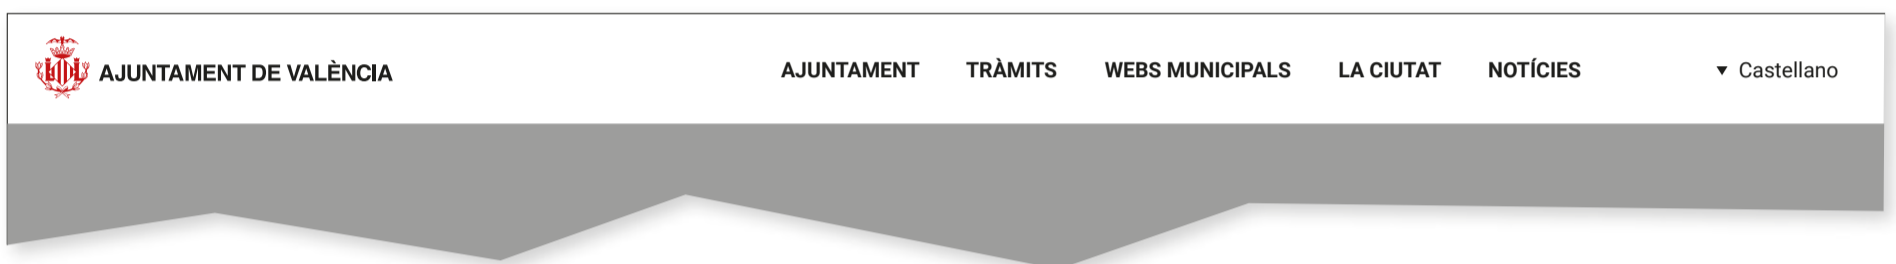 AJUNTAMENT DE VALÈNCIA
AJUNTAMENT TRÀMITS WEBS MUNICIPALS LA CIUTAT NOTÍCIES ▼ Castellano